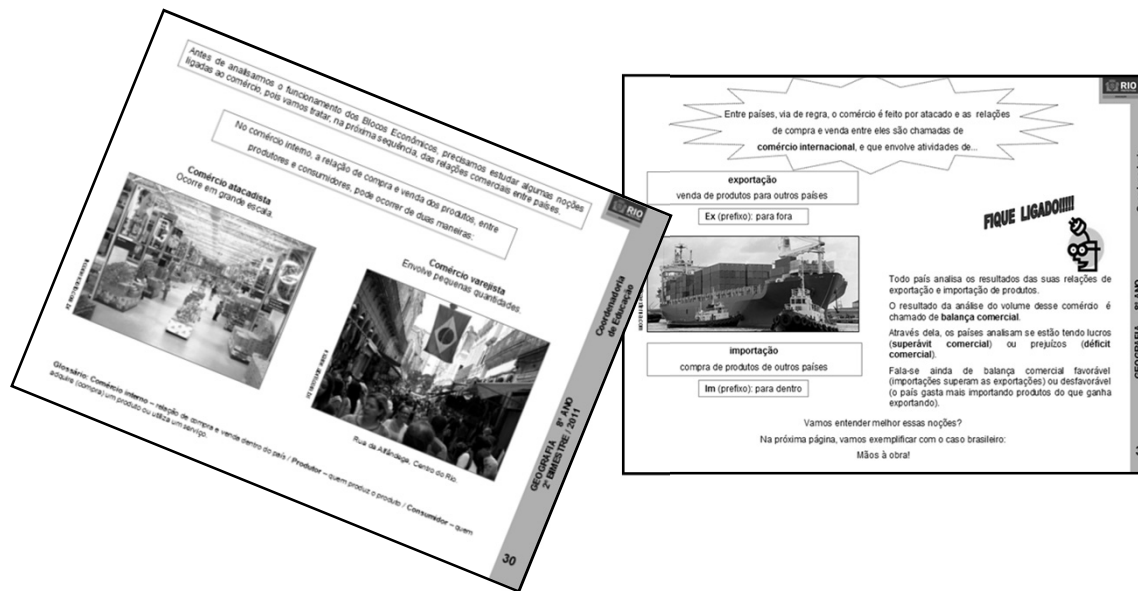 Antes de analisarmos o funcionamento dos Blocos Econômicos, precisamos estudar algumas noções
ligadas ao comércio, pois vamos tratar, na próxima sequência, das relações comerciais entre países.
No comércio interno, a relação de compra e venda dos produtos, entre
produtores e consumidores, pode ocorrer de duas maneiras:
Comércio atacadista
Ocorre em grande escala.
Comércio varejista
Envolve pequenas quantidades.
Rua da Alfândega, Centro do Rio.
Glossário: Comércio interno – relação de compra e venda dentro do país / Produtor – quem produz o produto / Consumidor – quem
adquire (compra) um produto ou utiliza um serviço.
RIO
Coordenadoria
de Educação
GEOGRAFIA 8° ANO
2° BIMESTRE / 2011
30
Entre países, via de regra, o comércio é feito por atacado e as relações
de compra e venda entre eles são chamadas de
comércio internacional, e que envolve atividades de...
exportação
venda de produtos para outros países
Ex (prefixo): para fora
importação
compra de produtos de outros países
Im (prefixo): para dentro
FIQUE LIGADO!!!!!
Todo país analisa os resultados das suas relações de
exportação e importação de produtos.
O resultado da análise do volume desse comércio é
chamado de balança comercial.
Através dela, os países analisam se estão tendo lucros
(superávit comercial) ou prejuízos (déficit
comercial).
Fala-se ainda de balança comercial favorável
(importações superam as exportações) ou desfavorável
(o país gasta mais importando produtos do que ganha
exportando).
Vamos entender melhor essas noções?
Na próxima página, vamos exemplificar com o caso brasileiro:
Mãos à obra!
RIO